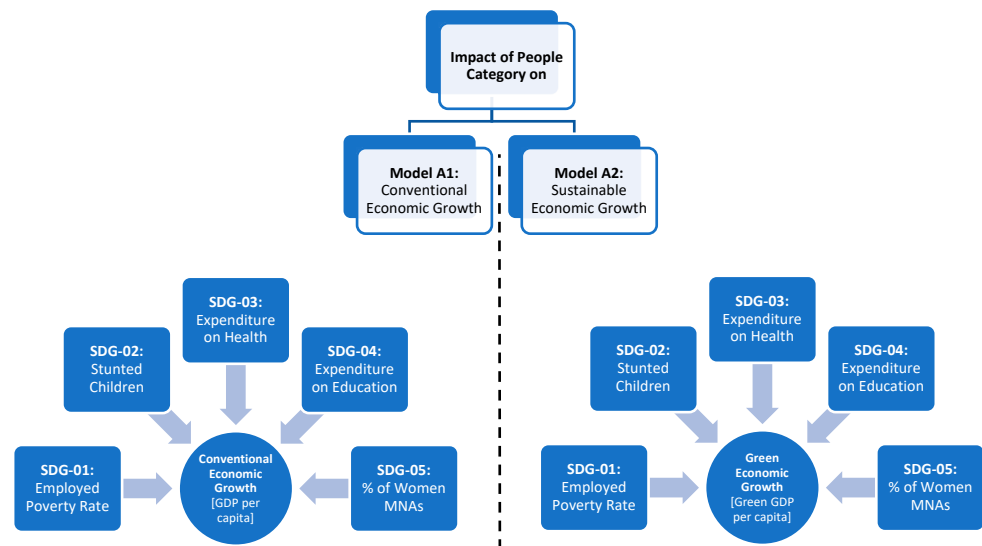 Impact of People
Category on
Model A1:
Conventional
Economic Growth
Model A2:
Sustainable
Economic Growth
SDG-03:
Expenditure
on Health
SDG-02:
Stunted
Children
SDG-04:
Expenditure
on Education
SDG-01:
Employed
Poverty Rate
Conventional
Economic
Growth
[GDP per
capita]
SDG-05:
% of Women
MNAs
SDG-03:
Expenditure
on Health
SDG-02:
Stunted
Children
SDG-04:
Expenditure
on Education
SDG-01:
Employed
Poverty Rate
Green
Economic
Growth
[Green GDP
per capita]
SDG-05:
% of Women
MNAs